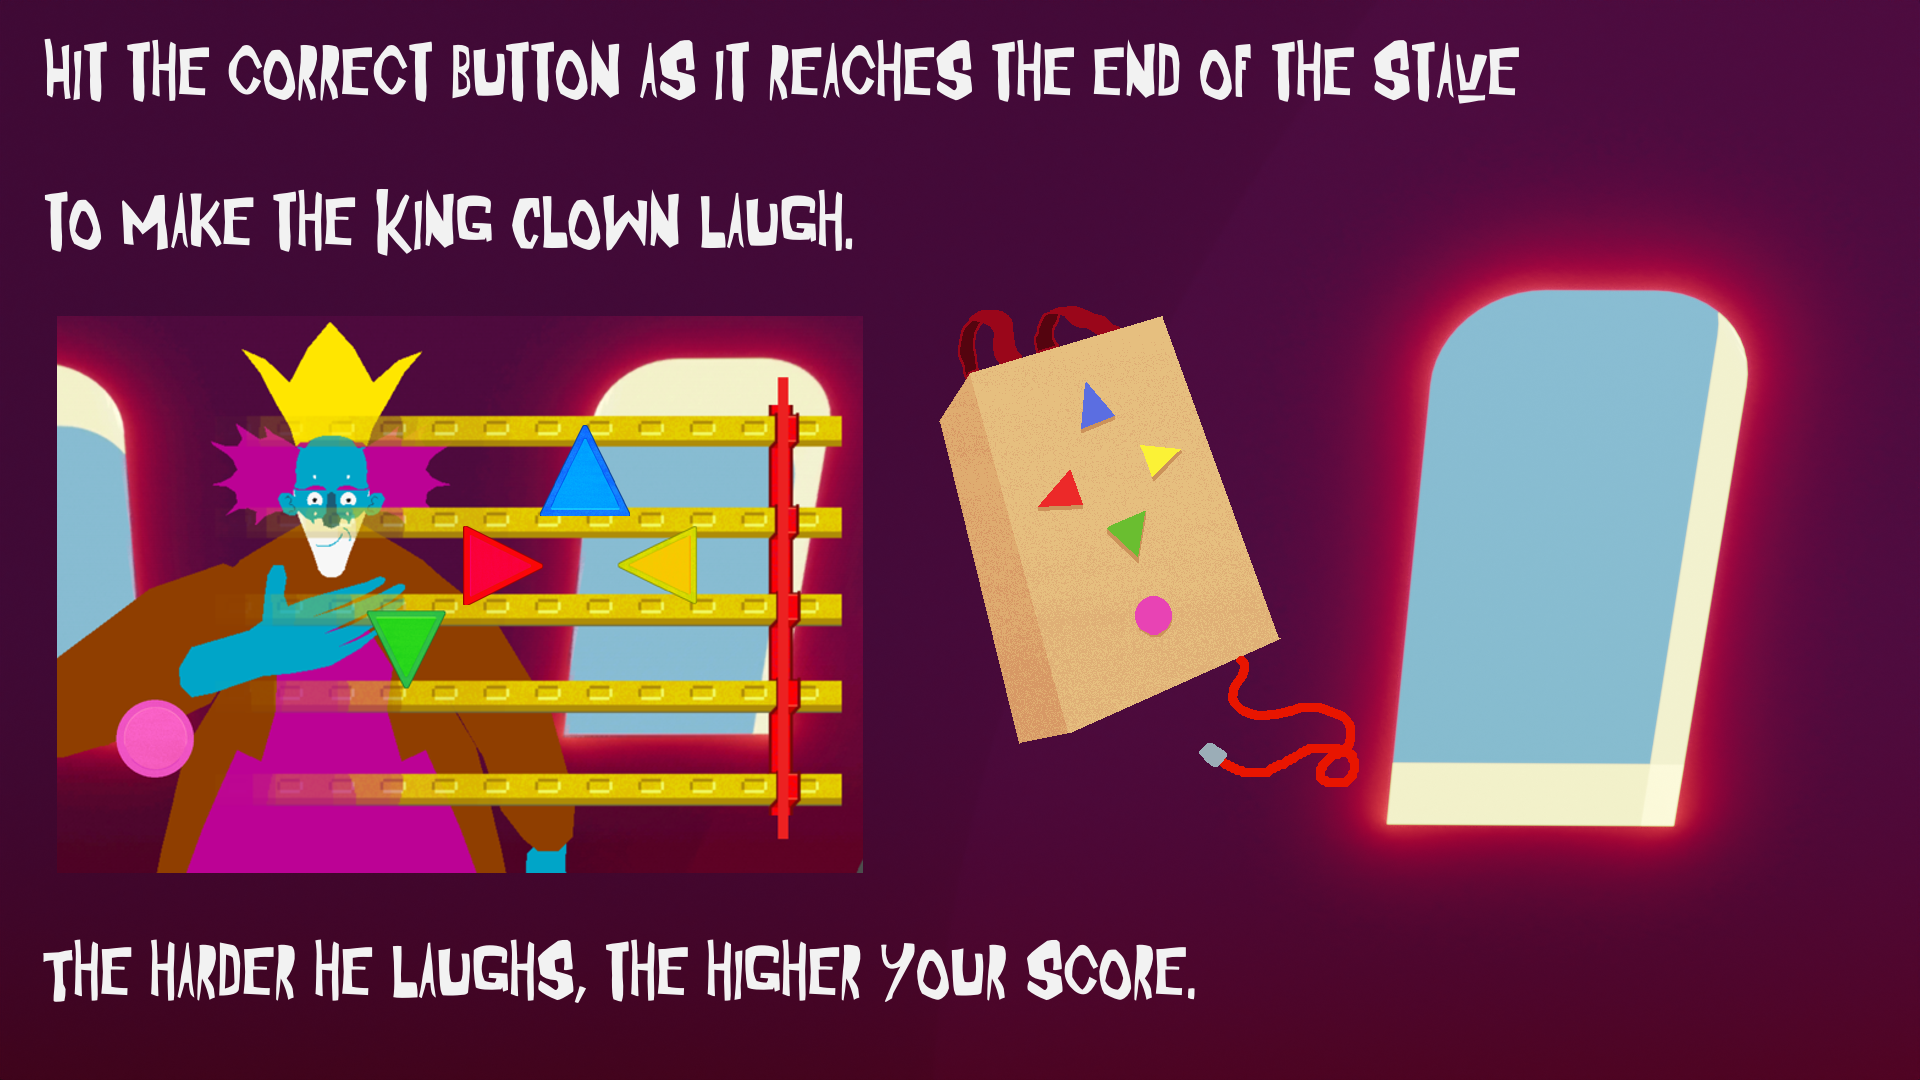 HIT THE CORRECT BUTTON AS IT REACHES THE END OF THE STAVE
TO MAKE THE KING CLOWN LAUGH.
THE HARDER HE LAUGHS, THE HIGHER YOUR SCORE.